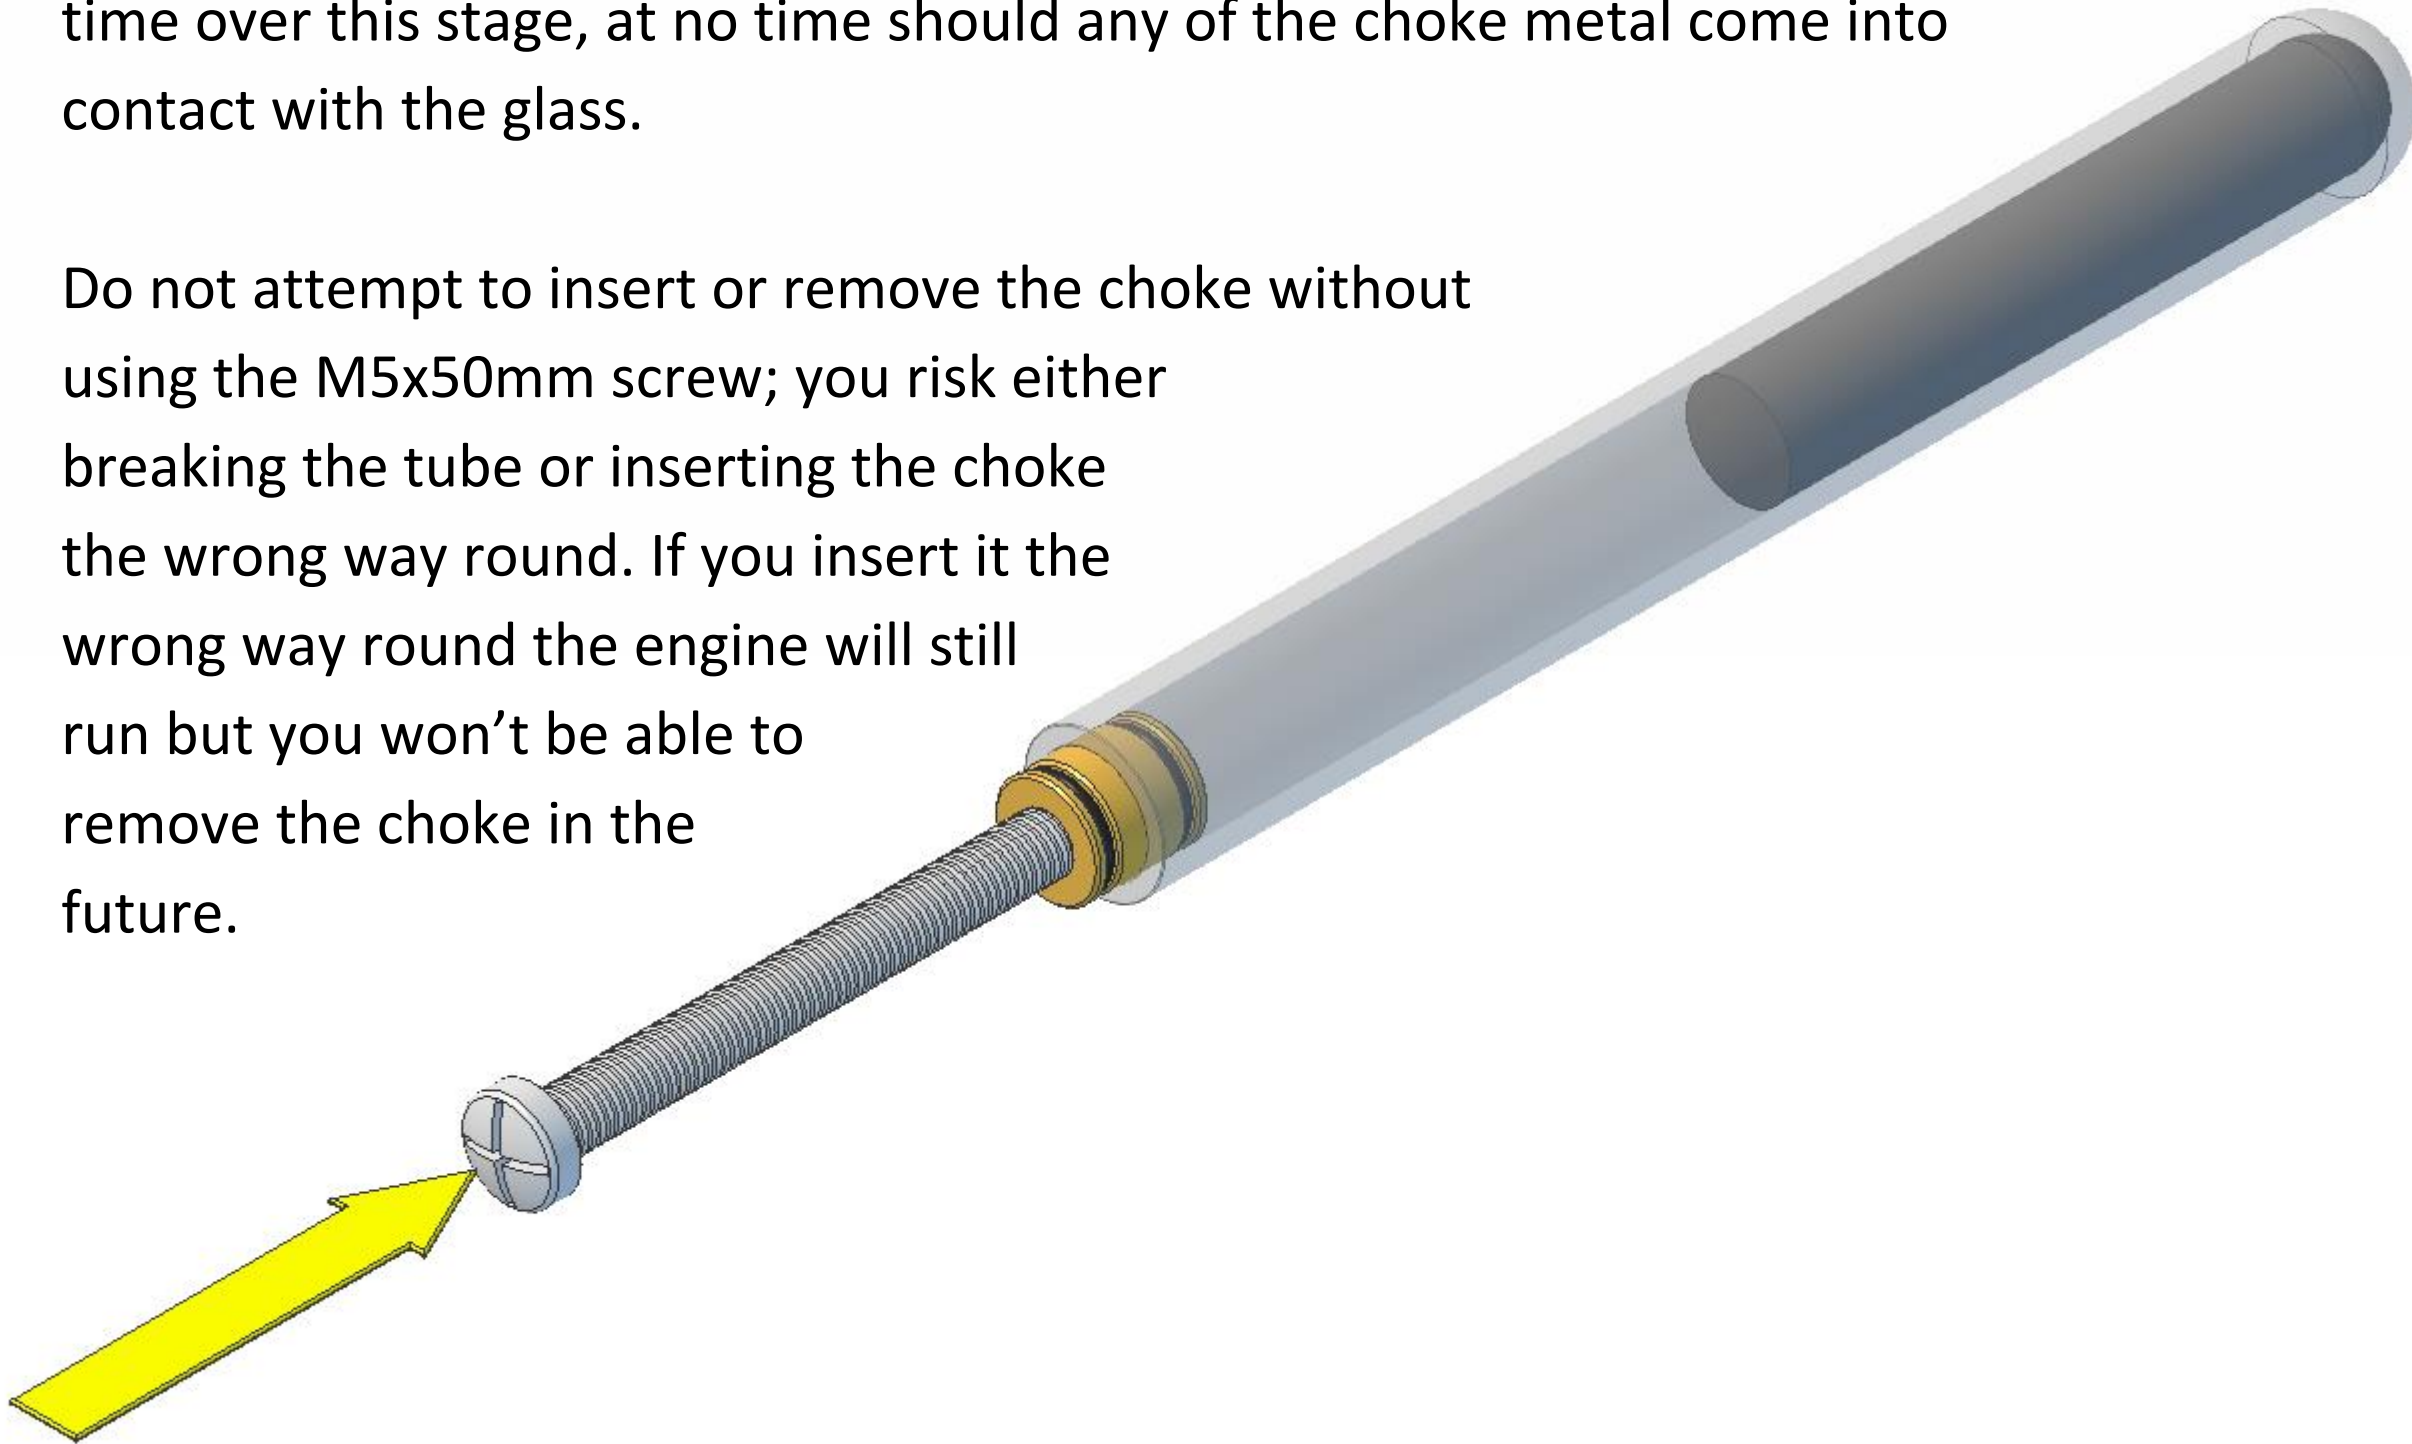 time over this stage, at no time should any of the choke metal come into
contact with the glass.
Do not attempt to insert or remove the choke without
using the M5x50mm screw; you risk either
breaking the tube or inserting the choke
the wrong way round. If you insert it the
wrong way round the engine will still
run but you won’t be able to
remove the choke in the
future.